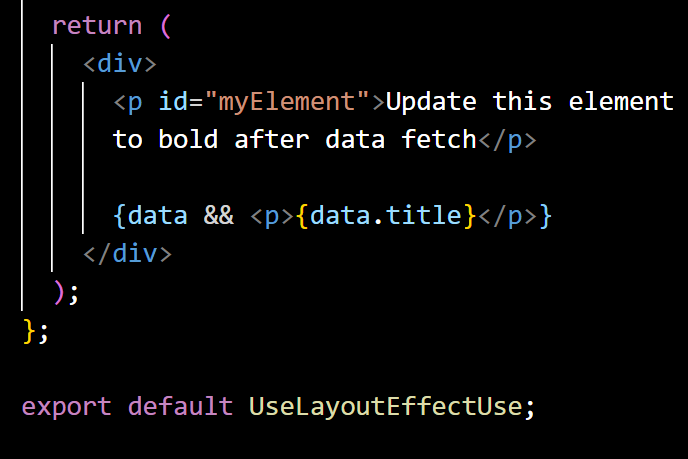 return (
<div>
<p id="myElement">Update this element
to bold after data fetch</p>
{data && <p>{data.title}</p>}
</div>
);
};
export default UseLayoutEffectUse;